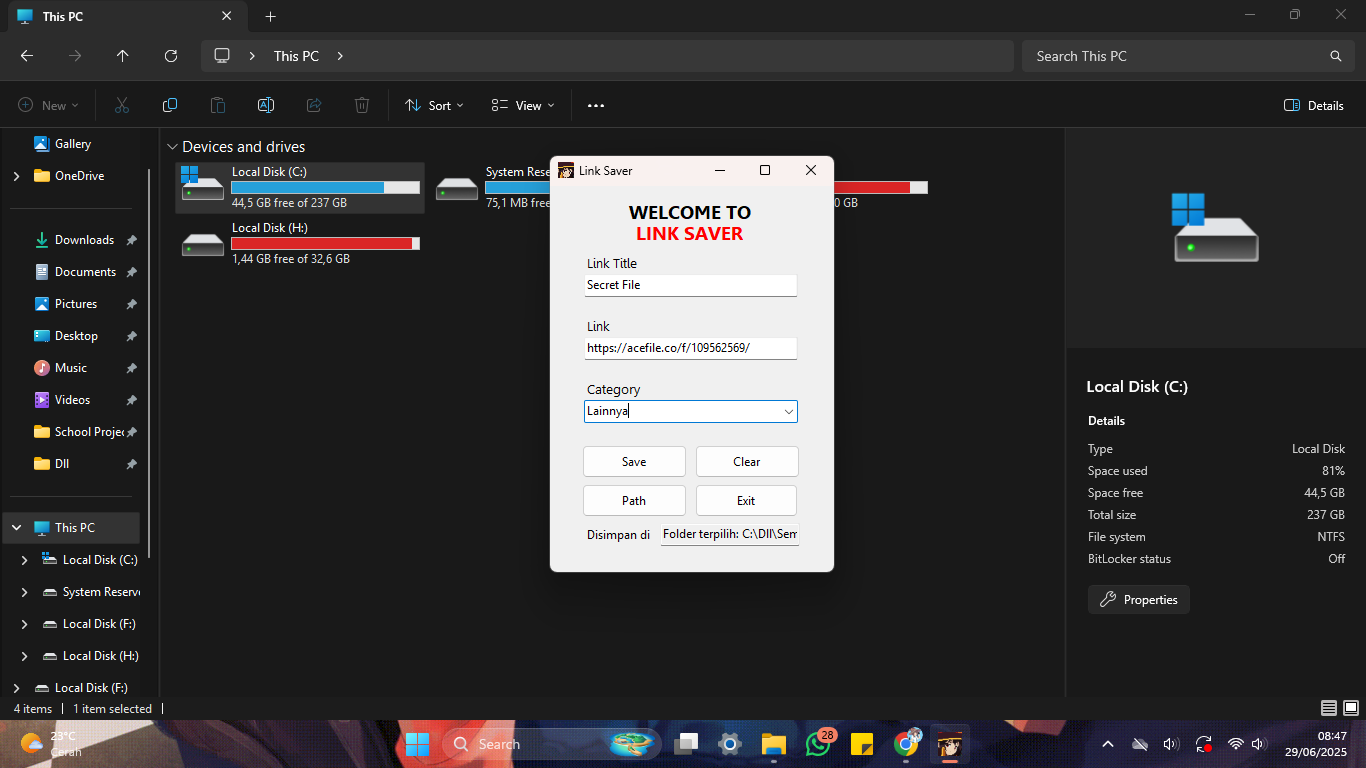 This PC
This PC
Search This PC
New
Sort
View
Details
Gallery
OneDrive
Downloads
Documents
Pictures
Desktop
Music
Videos
School Projec
Dll
This PC
Local Disk (C:)
System Reserv
Local Disk (F:)
Local Disk (H:)
Local Disk (F:)
Devices and drives
Local Disk (C:)
44,5 GB free of 237 GB
System Rese
75,1 MB free
0 GB
Local Disk (H:)
1,44 GB free of 32,6 GB
Link Saver
WELCOME TO
LINK SAVER
Link Title
Secret File
Link
https://acefile.co/f/109562569/
Category
Lainnya
Save
Clear
Path
Exit
Disimpan di
Folder terpilih: C:\Dll\Sem
Local Disk (C:)
Details
Type Local Disk
Space used 81%
Space free 44,5 GB
Total size 237 GB
File system NTFS
BitLocker status Off
Properties
4 items
1 item selected
23°C
Cerah
Search
28
08:47
29/06/2025